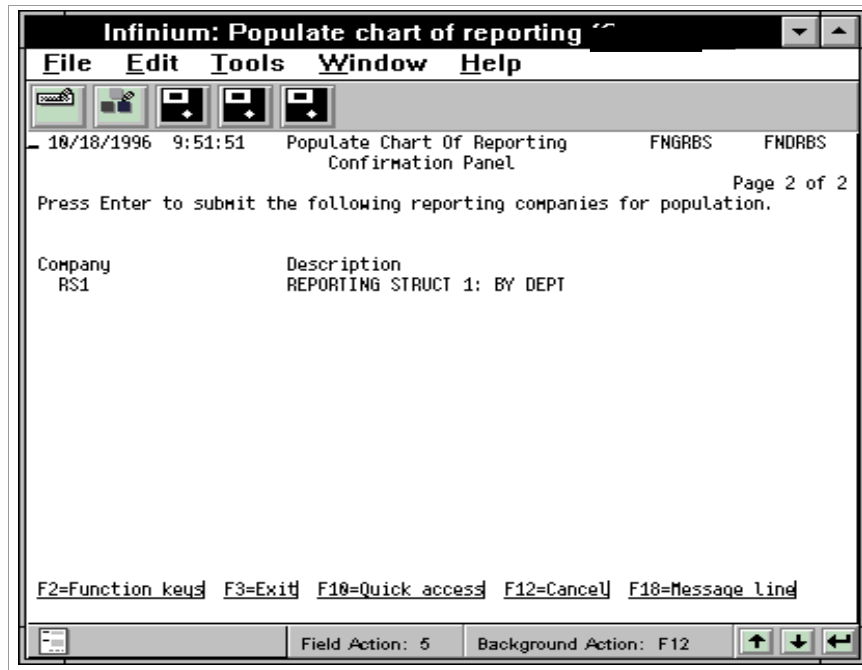 Infinium: Populate chart of reporting
File Edit Tools Window Help
10/18/1996 9:51:51 Populate Chart Of Reporting FNGRBS FNDRBS
Confirmation Panel
Page 2 of 2
Press Enter to submit the following reporting companies for population.
Company Description
RS1 REPORTING STRUCT 1: BY DEPT
F2=Function keys F3=Exit F10=Quick access F12=Cancel F18=Message line
Field Action: 5 Background Action: F12